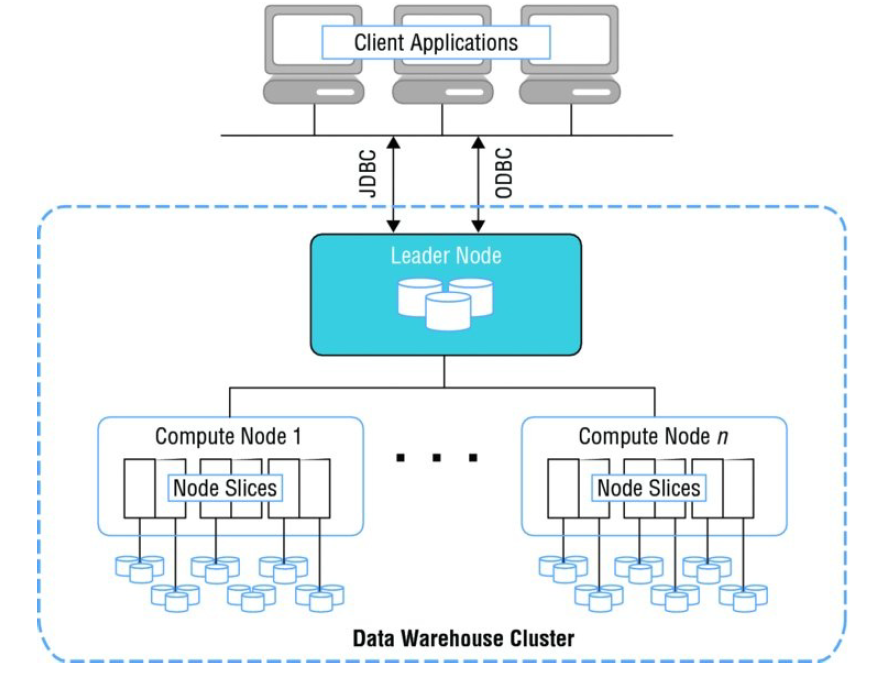 Client Applications
JDBC
ODBC
Leader Node
Compute Node 1
Compute Node n
Node Slices
Node Slices
Data Warehouse Cluster